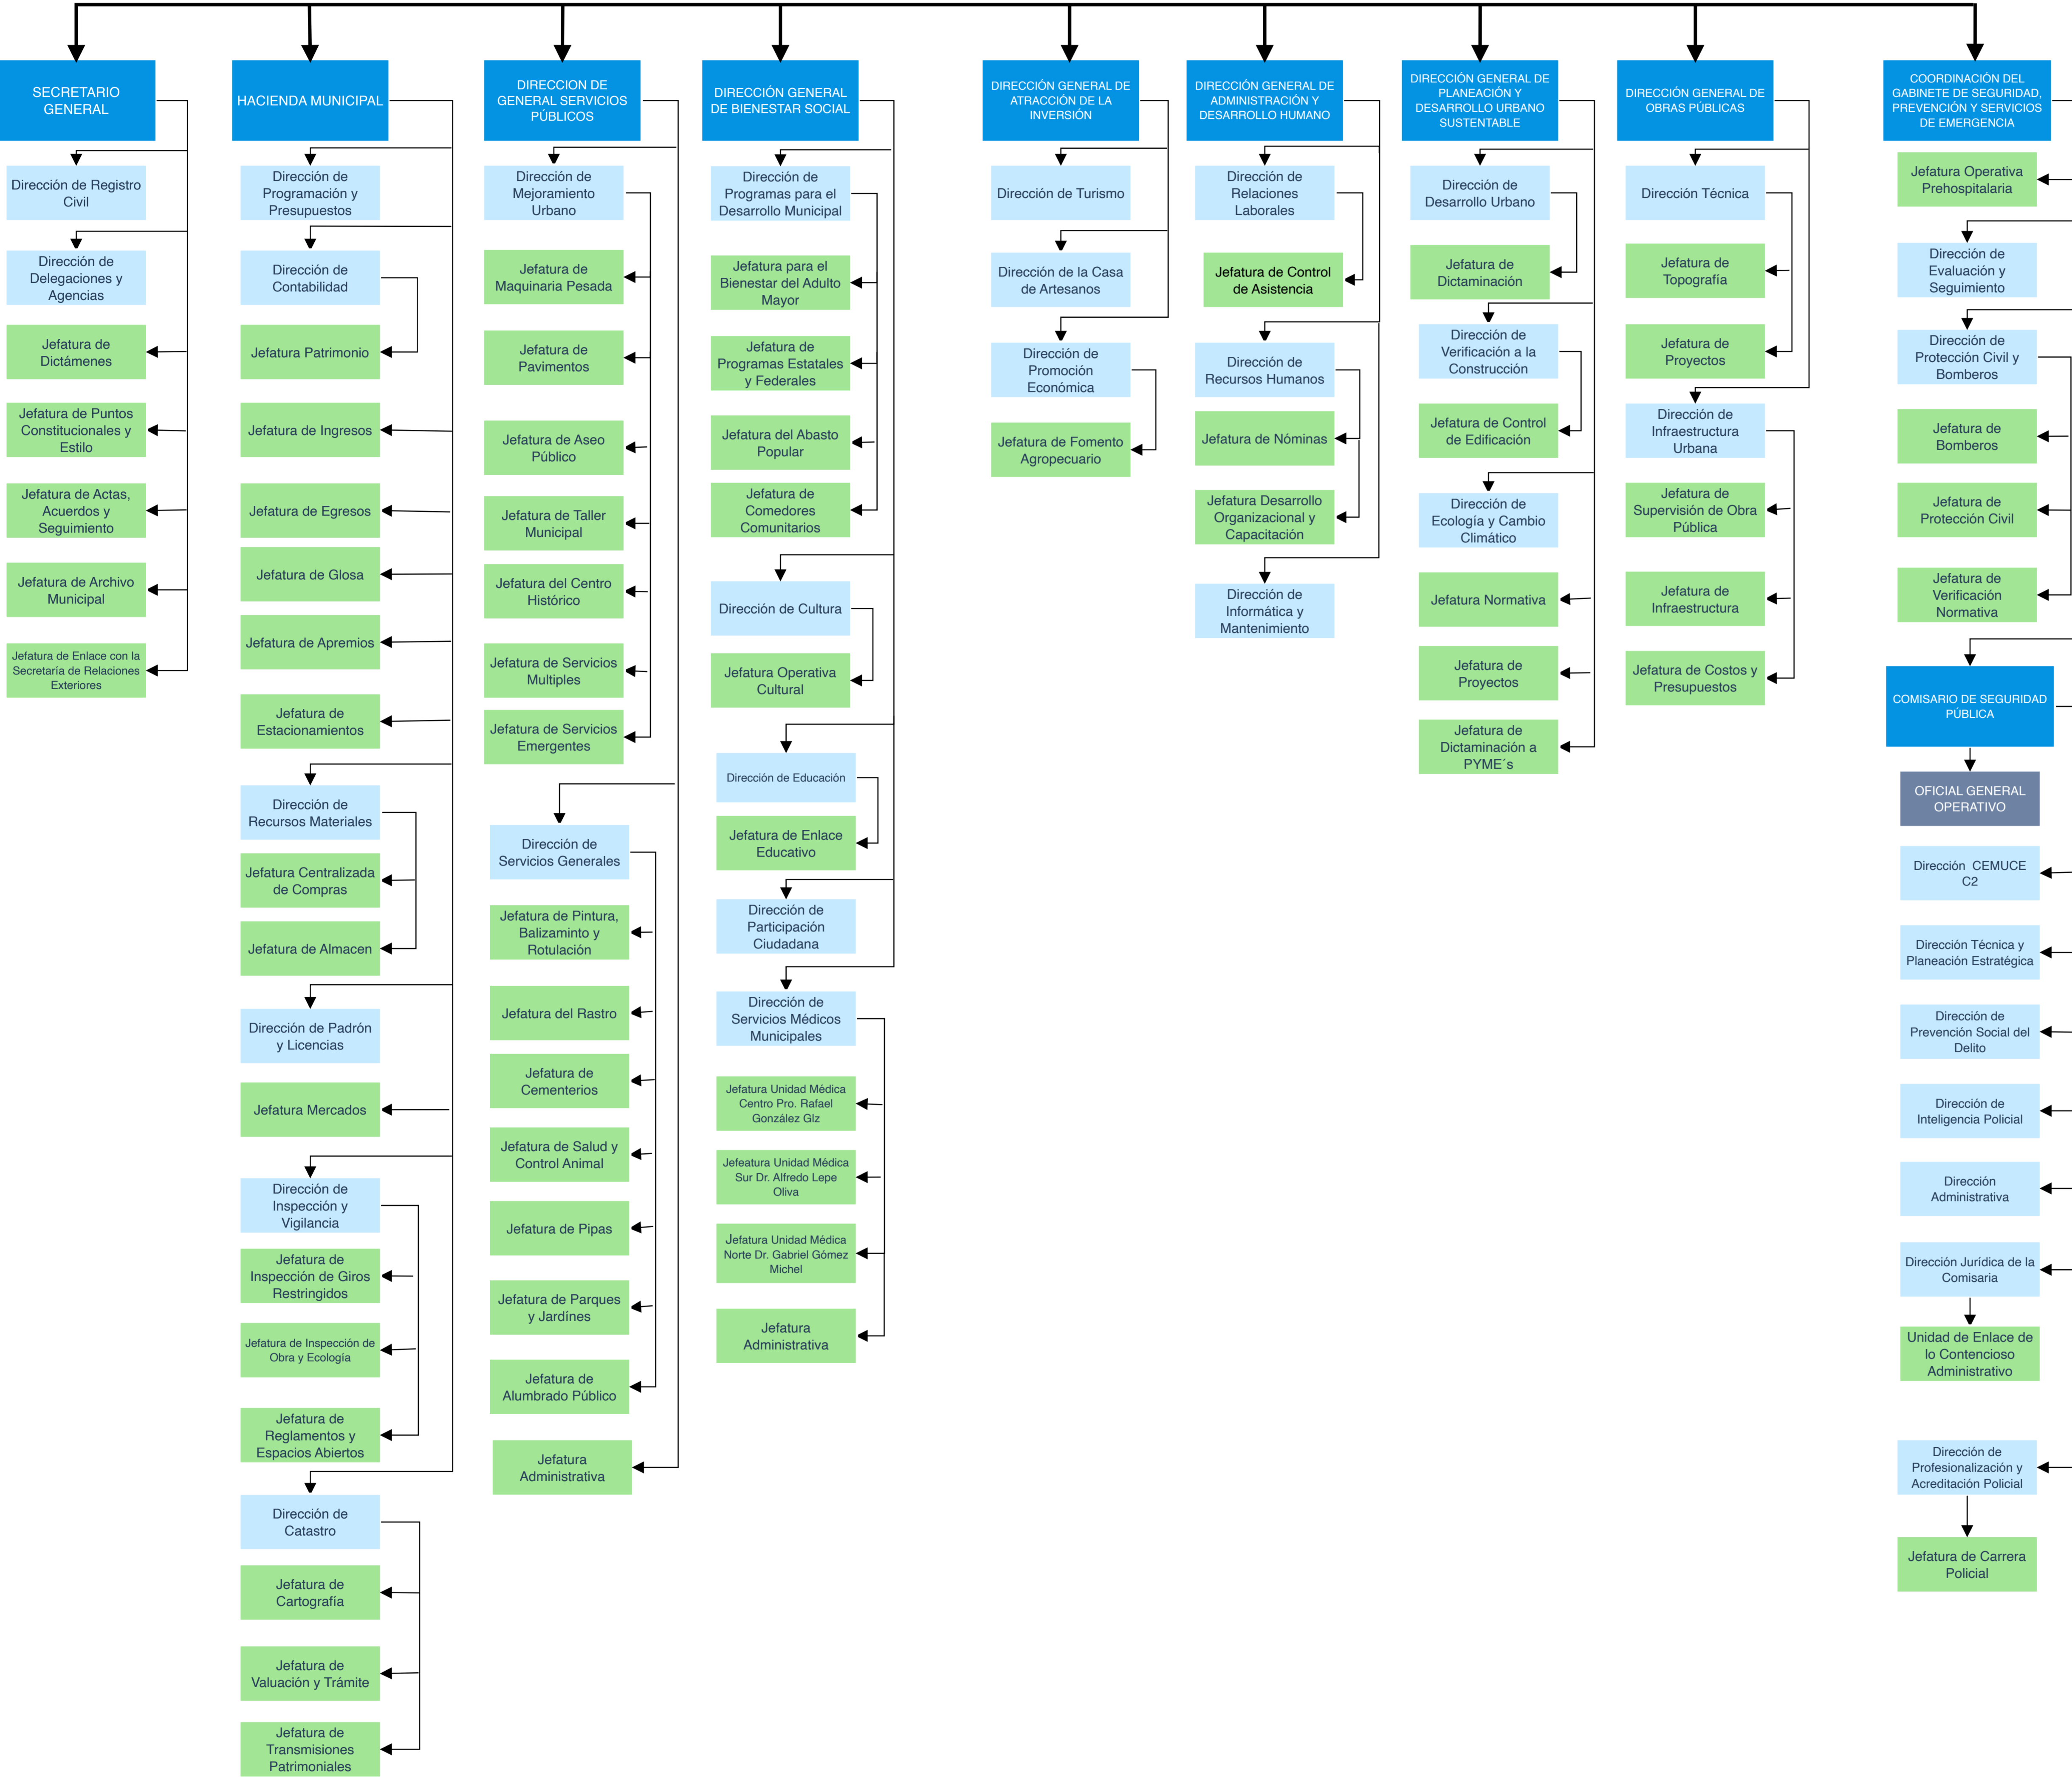 SECRETARIO
GENERAL
Dirección de Registro
Civil
Dirección de
Delegaciones y
Agencias
Jefatura de
Dictámenes
Jefatura de Puntos
Constitucionales y
Estilo
Jefatura de Actas,
Acuerdos y
Seguimiento
Jefatura de Archivo
Municipal
Jefatura de Enlace con la
Secretaría de Relaciones
Exteriores
HACIENDA MUNICIPAL
Dirección de
Programación y
Presupuestos
Dirección de
Contabilidad
Jefatura Patrimonio
Jefatura de Ingresos
Jefatura de Egresos
Jefatura de Glosa
Jefatura de Apremios
Jefatura de
Estacionamientos
Dirección de
Recursos Materiales
Jefatura Centralizada
de Compras
Jefatura de Almacen
Dirección de Padrón
y Licencias
Jefatura Mercados
Dirección de
Inspección y
Vigilancia
Jefatura de
Inspección de Giros
Restringidos
Jefatura de Inspección de
Obra y Ecología
Jefatura de
Reglamentos y
Espacios Abiertos
Dirección de
Catastro
Jefatura de
Cartografía
Jefatura de
Valuación y Trámite
Jefatura de
Transmisiones
Patrimoniales
DIRECCION DE
GENERAL SERVICIOS
PÚBLICOS
Dirección de
Mejoramiento
Urbano
Jefatura de
Maquinaria Pesada
Jefatura de
Pavimentos
Jefatura de Aseo
Público
Jefatura de Taller
Municipal
Jefatura del Centro
Histórico
Jefatura de Servicios
Multiples
Jefatura de Servicios
Emergentes
Dirección de
Servicios Generales
Jefatura de Pintura,
Balizaminto y
Rotulación
Jefatura del Rastro
Jefatura de
Cementerios
Jefatura de Salud y
Control Animal
Jefatura de Pipas
Jefatura de Parques
y Jardínes
Jefatura de
Alumbrado Público
Jefatura
Administrativa
DIRECCIÓN GENERAL
DE BIENESTAR SOCIAL
Dirección de
Programas para el
Desarrollo Municipal
Jefatura para el
Bienestar del Adulto
Mayor
Jefatura de
Programas Estatales
y Federales
Jefatura del Abasto
Popular
Jefatura de
Comedores
Comunitarios
Dirección de Cultura
Jefatura Operativa
Cultural
Dirección de Educación
Jefatura de Enlace
Educativo
Dirección de
Participación
Ciudadana
Dirección de
Servicios Médicos
Municipales
Jefatura Unidad Médica
Centro Pro. Rafael
González Glz
Jefeatura Unidad Médica
Sur Dr. Alfredo Lepe
Oliva
Jefatura Unidad Médica
Norte Dr. Gabriel Gómez
Michel
Jefatura
Administrativa
DIRECCIÓN GENERAL DE
ATRACCIÓN DE LA
INVERSIÓN
Dirección de Turismo
Dirección de la Casa
de Artesanos
Dirección de
Promoción
Económica
Jefatura de Fomento
Agropecuario
DIRECCIÓN GENERAL DE
ADMINISTRACIÓN Y
DESARROLLO HUMANO
Dirección de
Relaciones
Laborales
Jefatura de Control
de Asistencia
Dirección de
Recursos Humanos
Jefatura de Nóminas
Jefatura Desarrollo
Organizacional y
Capacitación
Dirección de
Informática y
Mantenimiento
DIRECCIÓN GENERAL DE
PLANEACIÓN Y
DESARROLLO URBANO
SUSTENTABLE
Dirección de
Desarrollo Urbano
Jefatura de
Dictaminación
Dirección de
Verificación a la
Construcción
Jefatura de Control
de Edificación
Dirección de
Ecología y Cambio
Climático
Jefatura Normativa
Jefatura de
Proyectos
Jefatura de
Dictaminación a
PYME´s
DIRECCIÓN GENERAL DE
OBRAS PÚBLICAS
Dirección Técnica
Jefatura de
Topografía
Jefatura de
Proyectos
Dirección de
Infraestructura
Urbana
Jefatura de
Supervisión de Obra
Pública
Jefatura de
Infraestructura
Jefatura de Costos y
Presupuestos
COORDINACIÓN DEL
GABINETE DE SEGURIDAD,
PREVENCIÓN Y SERVICIOS
DE EMERGENCIA
Jefatura Operativa
Prehospitalaria
Dirección de
Evaluación y
Seguimiento
Dirección de
Protección Civil y
Bomberos
Jefatura de
Bomberos
Jefatura de
Protección Civil
Jefatura de
Verificación
Normativa
COMISARIO DE SEGURIDAD
PÚBLICA
OFICIAL GENERAL
OPERATIVO
Dirección CEMUCE
C2
Dirección Técnica y
Planeación Estratégica
Dirección de
Prevención Social del
Delito
Dirección de
Inteligencia Policial
Dirección
Administrativa
Dirección Jurídica de la
Comisaria
Unidad de Enlace de
lo Contencioso
Administrativo
Dirección de
Profesionalización y
Acreditación Policial
Jefatura de Carrera
Policial